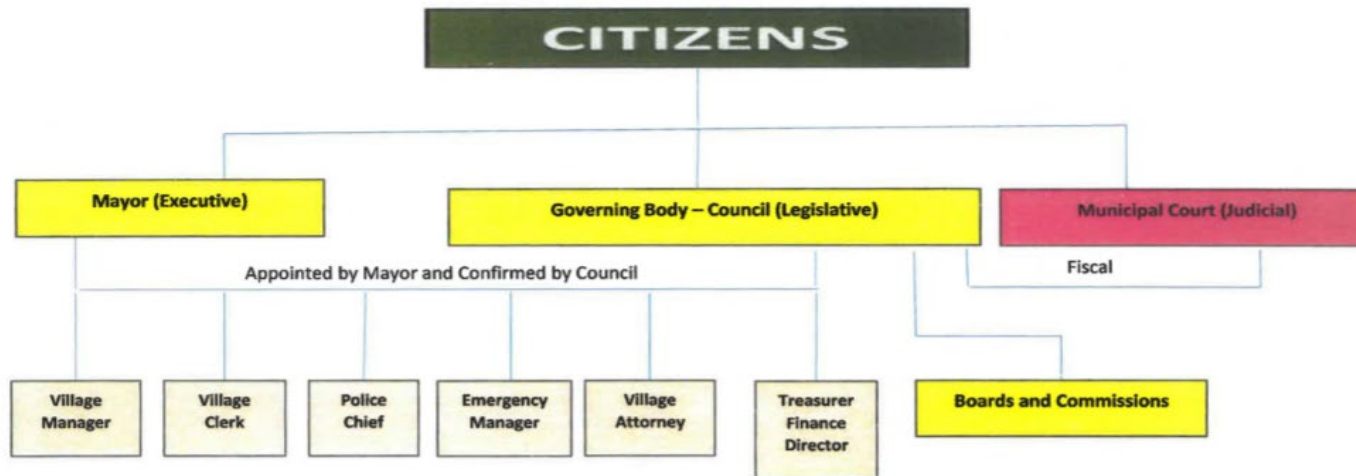 CITIZENS
Mayor (Executive)
Governing Body – Council (Legislative)
Municipal Court (Judicial)
Appointed by Mayor and Confirmed by Council
Fiscal
Village
Manager
Village
Clerk
Police
Chief
Emergency
Manager
Village
Attorney
Treasurer
Finance
Director
Boards and Commissions